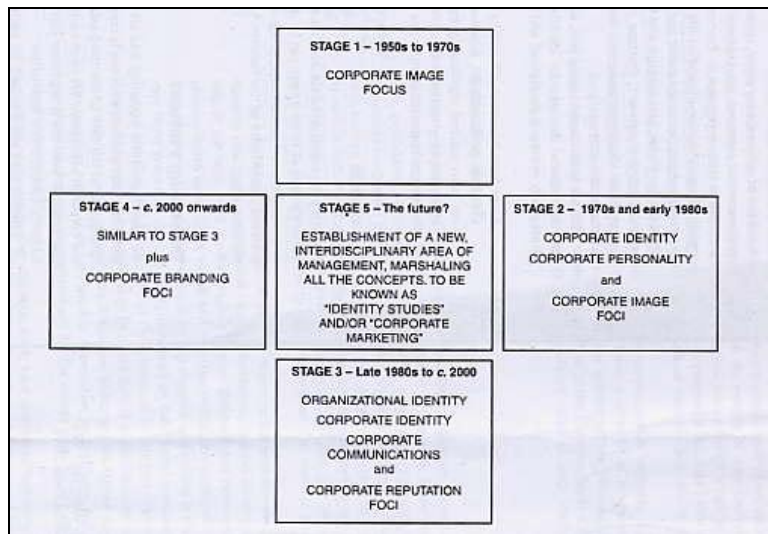 STAGE 1 – 1950s to 1970s
CORPORATE IMAGE
FOCUS
STAGE 4 – c. 2000 onwards
SIMILAR TO STAGE 3
plus
CORPORATE BRANDING
FOCI
STAGE 5 – The future?
ESTABLISHMENT OF A NEW,
INTERDISCIPLINARY AREA OF
MANAGEMENT, MARSHALING
ALL THE CONCEPTS. TO BE
KNOWN AS
"IDENTITY STUDIES"
AND/OR "CORPORATE
MARKETING"
STAGE 2 – 1970s and early 1980s
CORPORATE IDENTITY
CORPORATE PERSONALITY
and
CORPORATE IMAGE
FOCI
STAGE 3 – Late 1980s to c. 2000
ORGANIZATIONAL IDENTITY
CORPORATE IDENTITY
CORPORATE
COMMUNICATIONS
and
CORPORATE REPUTATION
FOCI